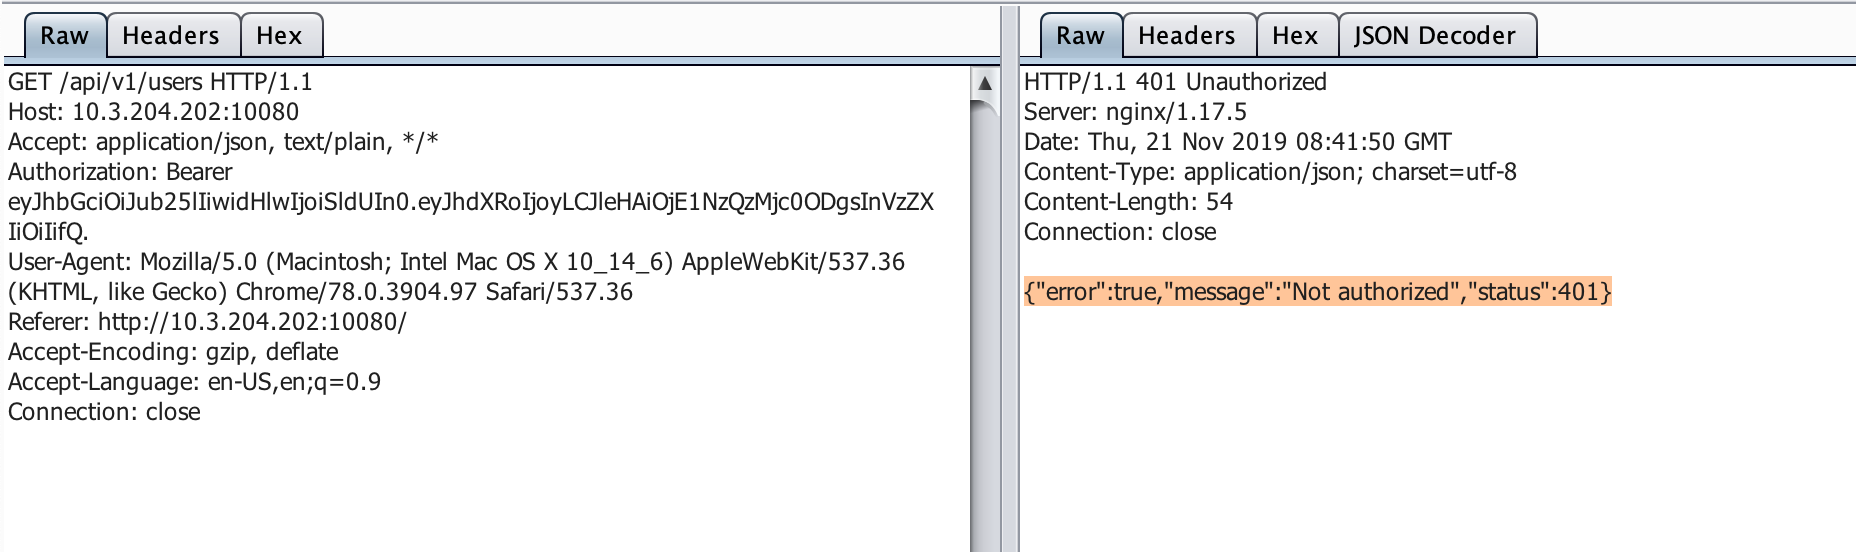 Raw Headers Hex
GET /api/v1/users HTTP/1.1
Host: 10.3.204.202:10080
Accept: application/json, text/plain, */*
Authorization: Bearer
eyJhbGciOiJub25lIiwidHlwIjoiSldUIn0.eyJhdXRoIjoyLCJleHAiOjE1NzQzMjc0ODgsInVzZX
IiOiIifQ.
User-Agent: Mozilla/5.0 (Macintosh; Intel Mac OS X 10_14_6) AppleWebKit/537.36
(KHTML, like Gecko) Chrome/78.0.3904.97 Safari/537.36
Referer: http://10.3.204.202:10080/
Accept-Encoding: gzip, deflate
Accept-Language: en-US,en;q=0.9
Connection: close
Raw Headers Hex JSON Decoder
HTTP/1.1 401 Unauthorized
Server: nginx/1.17.5
Date: Thu, 21 Nov 2019 08:41:50 GMT
Content-Type: application/json; charset=utf-8
Content-Length: 54
Connection: close
{"error":true,"message":"Not authorized","status":401}